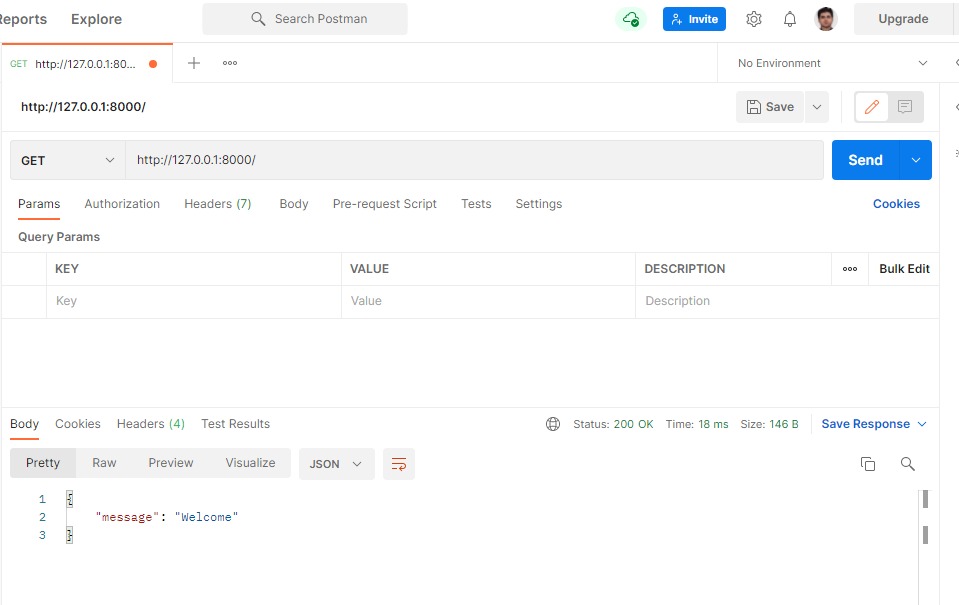 Reports Explore Search Postman Invite Upgrade
GET http://127.0.0.1:80... No Environment
http://127.0.0.1:8000/ Save
GET http://127.0.0.1:8000/ Send
Params Authorization Headers (7) Body Pre-request Script Tests Settings Cookies
Query Params
KEY VALUE DESCRIPTION Bulk Edit
Key Value Description
Body Cookies Headers (4) Test Results Status: 200 OK Time: 18 ms Size: 146 B Save Response
Pretty Raw Preview Visualize JSON
1 {
2 "message": "Welcome"
3 }